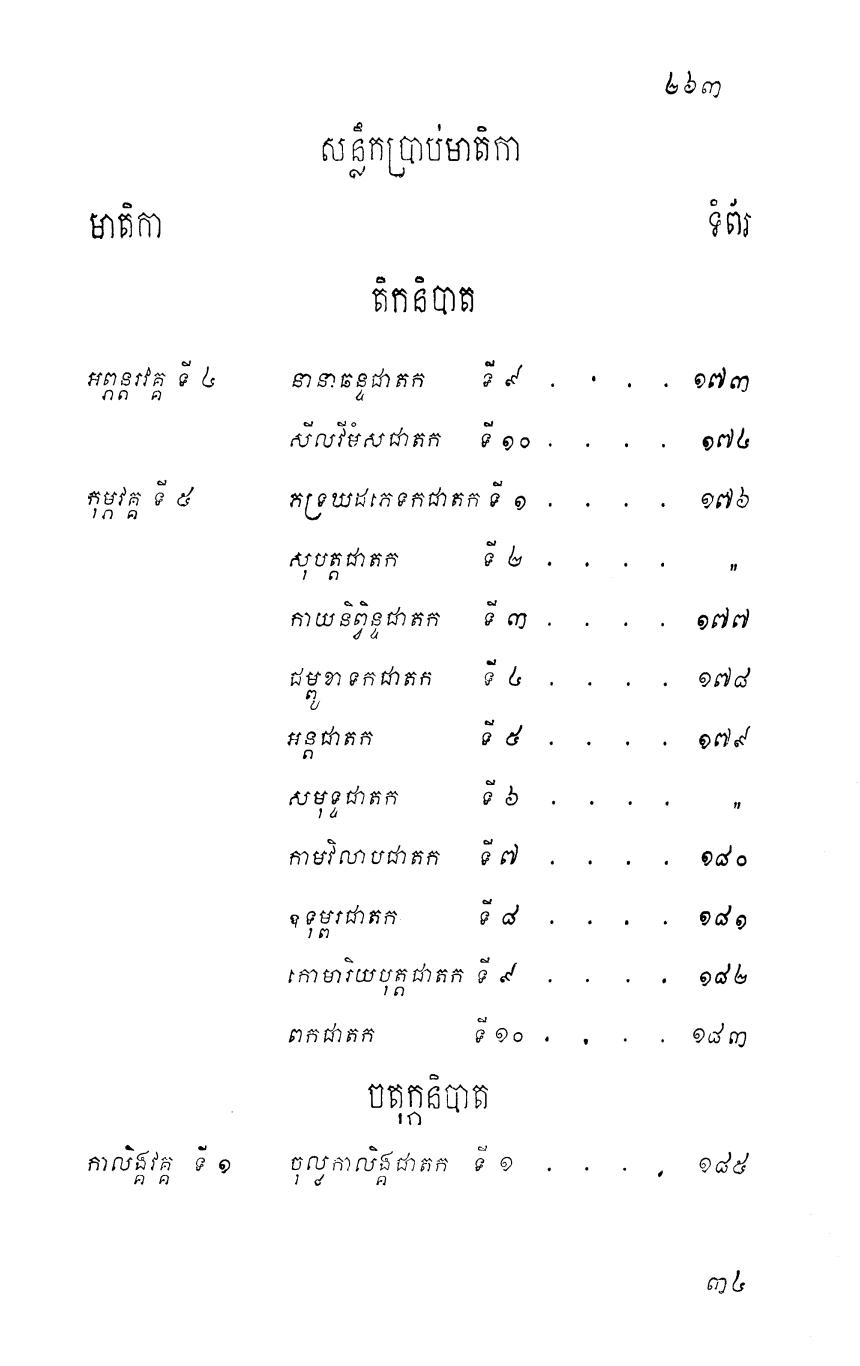 ២៦៣
សន្លឹកប្រាប់មាតិកា
មាតិកា ទំព័រ
តិកនិបាត
អព្ភន្តរវគ្គ ទី ៤ នានាឆន្ទជាតក ទី ៩ . . . . ១៧៣
សីលវីមំសជាតក ទី ១០ . . . . ១៧៤
កុម្ភវគ្គ ទី ៥ ភទ្រឃដភេទកជាតក ទី ១ . . . . ១៧៦
សុបត្តជាតក ទី ២ . . . . "
កាយនិព្វិន្ទជាតក ទី ៣ . . . . ១៧៧
ជម្ពូខាទកជាតក ទី ៤ . . . . ១៧៨
អន្តជាតក ទី ៥ . . . . ១៧៩
សមុទ្ទជាតក ទី ៦ . . . . "
កាមវិលាបជាតក ទី ៧ . . . . ១៨០
ឧទុម្ពរជាតក ទី ៨ . . . . ១៨១
កោមារិយបុត្តជាតក ទី ៩ . . . . ១៨២
ពកជាតក ទី ១០ . . . . ១៨៣
ចតុក្កនិបាត
កាលិង្គវគ្គ ទី ១ ចុល្លកាលិង្គជាតក ទី ១ . . . . ១៨៥
៣៤